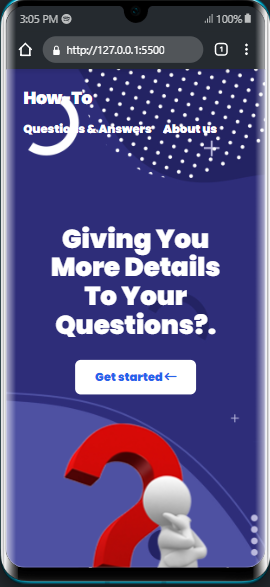 3:05 PM 100%
http://127.0.0.1:5500 1
How-To
Questions & Answers About us
Giving You
More Details
To Your
Questions?.
Get started